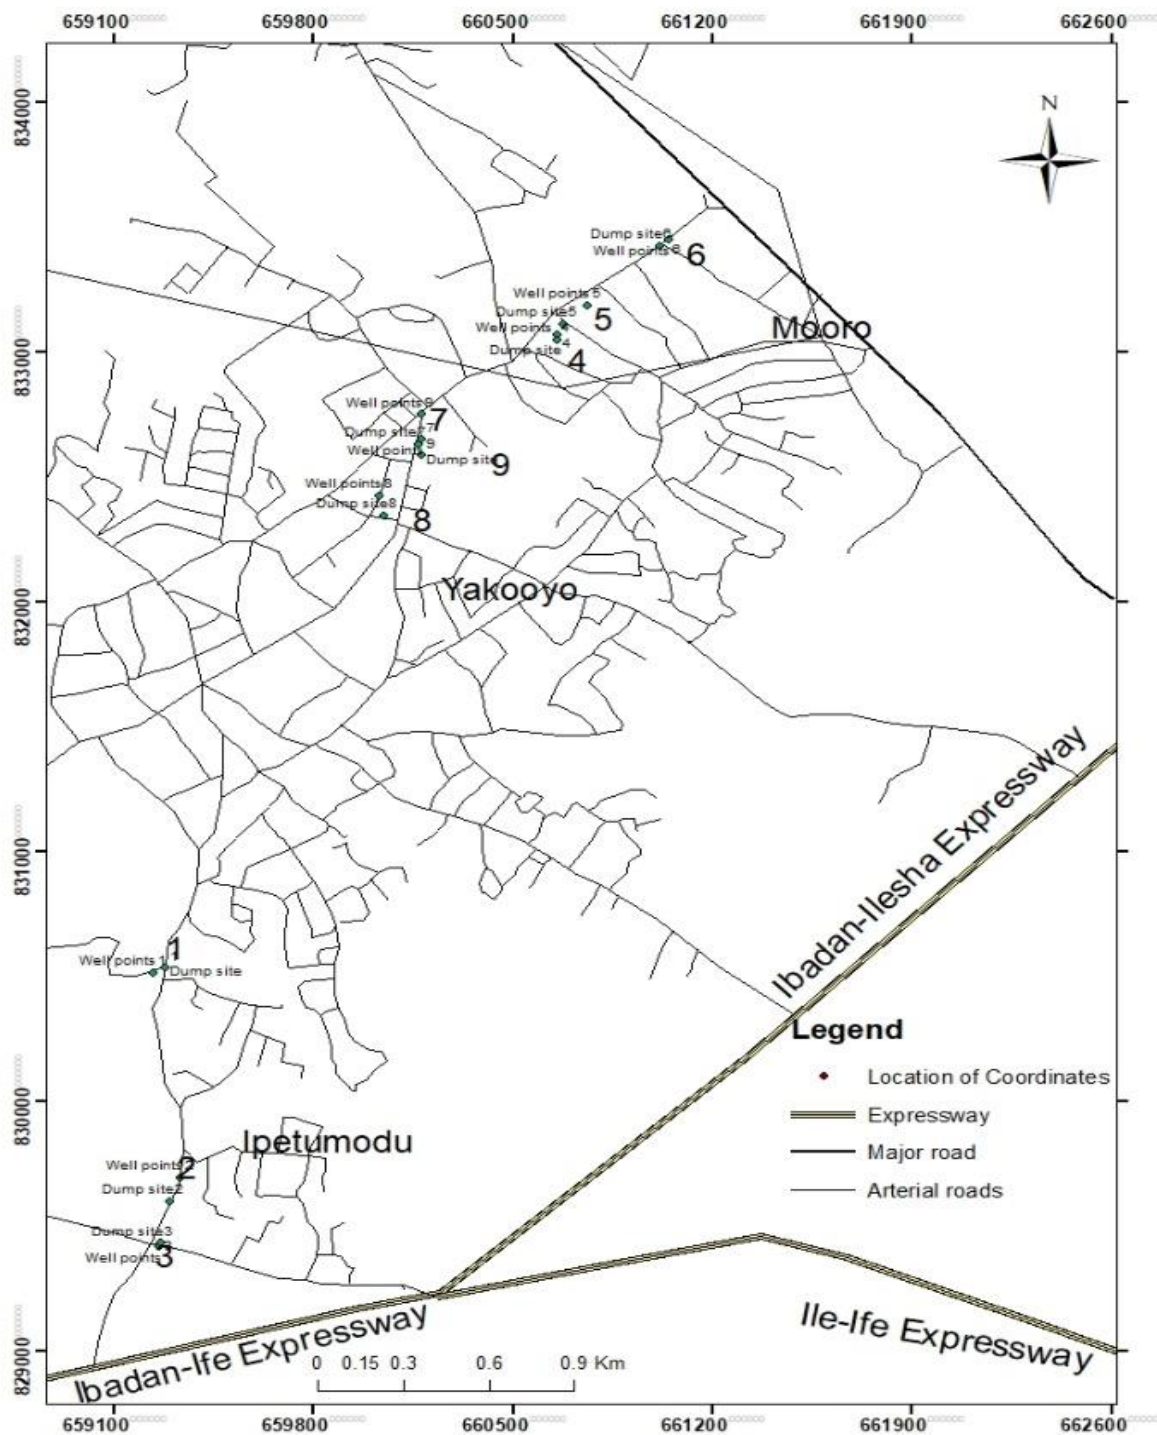 659100 659800 660500 661200 661900 662600
834000
N
Dump site6
Well points 6
6
Well points 5
Dump site5
5
Well points
4
Dump site
4
Mooro
833000
Well points 9
7
7
Dump site
9
Well point
Dump site
9
Well points 8
Dump site8
8
Yakooyo
832000
831000
Ibadan-Ilesha Expressway
1
Well points 1
Dump site
Legend
Location of Coordinates
Expressway
Major road
Arterial roads
830000
Ipetumodu
Well points
2
Dump site2
Dump site3
Well points
3
Ile-Ife Expressway
Ibadan-Ife Expressway
0 0.15 0.3 0.6 0.9 Km
829000
659100 659800 660500 661200 661900 662600